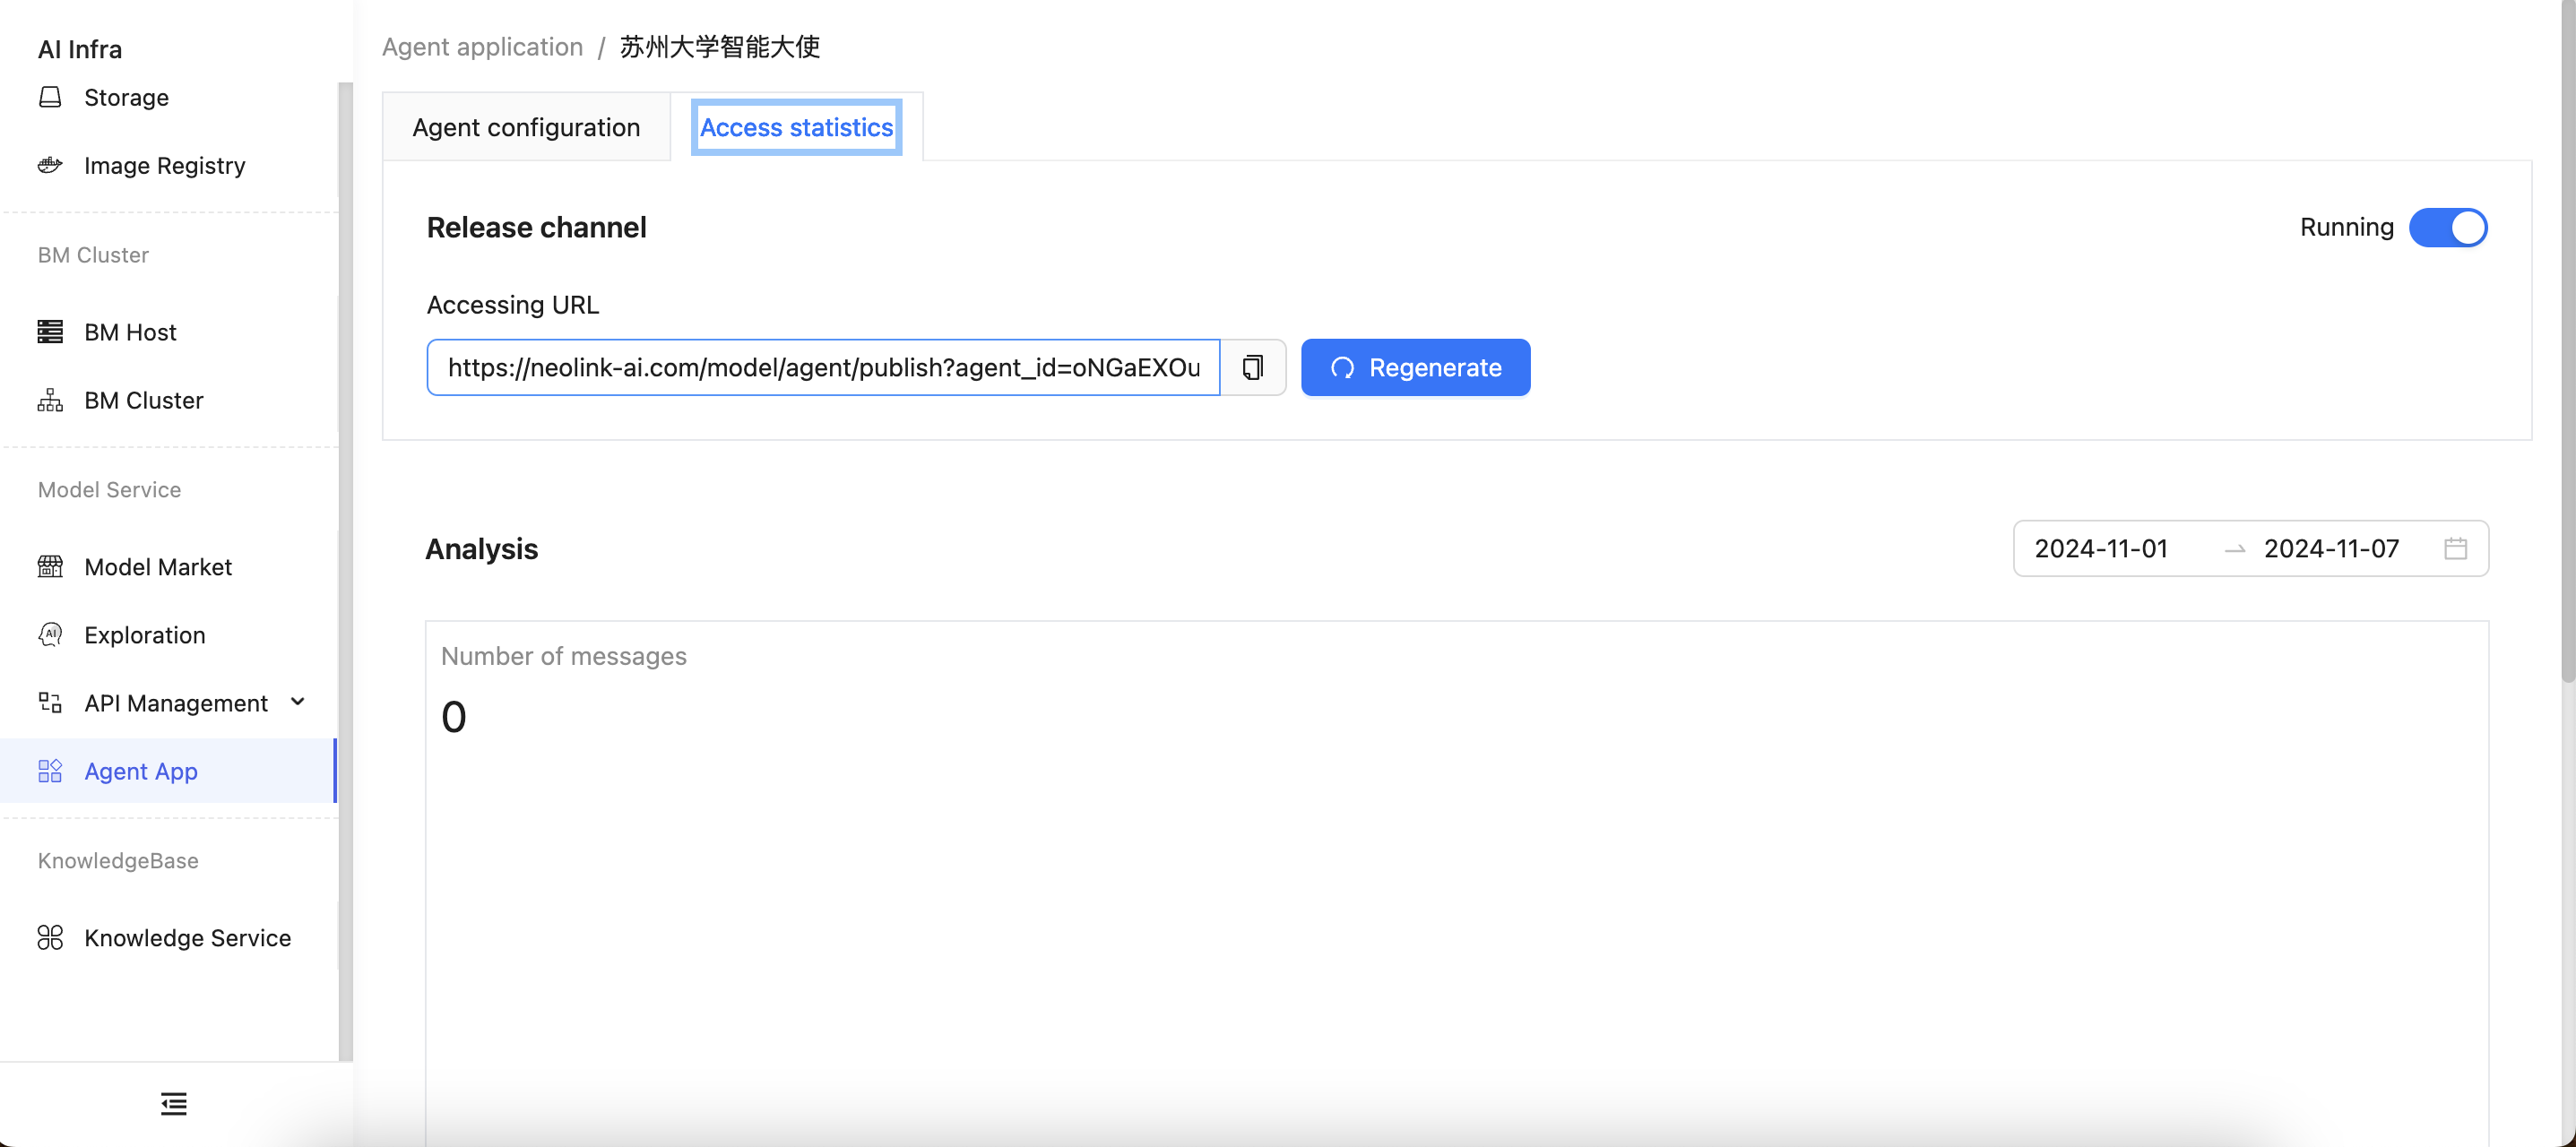 AI Infra
Storage
Image Registry
BM Cluster
BM Host
BM Cluster
Model Service
Model Market
Exploration
API Management
Agent App
KnowledgeBase
Knowledge Service
Agent application / 苏州大学智能大使
Agent configuration
Access statistics
Release channel
Running
Accessing URL
https://neolink-ai.com/model/agent/publish?agent_id=oNGaEXOu
Regenerate
Analysis
2024-11-01 → 2024-11-07
Number of messages
0